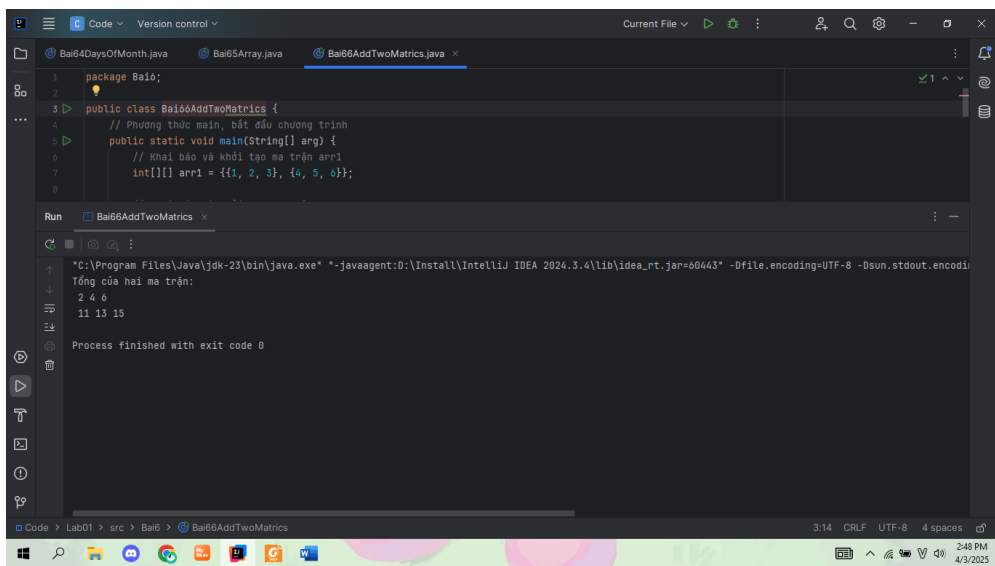 Code Version control Current File
Bai64DaysOfMonth.java Bai65Array.java Bai66AddTwoMatrics.java
1 package Bai6; 1
2
3 public class Bai66AddTwoMatrics {
4 // Phương thức main, bắt đầu chương trình
5 public static void main(String[] arg) {
6 // Khai báo và khởi tạo ma trận arr1
7 int[][] arr1 = {{1, 2, 3}, {4, 5, 6}};
8
Run Bai66AddTwoMatrics
"C:\Program Files\Java\jdk-23\bin\java.exe" "-javaagent:D:\Install\IntelliJ IDEA 2024.3.4\lib\idea_rt.jar=60443" -Dfile.encoding=UTF-8 -Dsun.stdout.encodi
Tổng của hai ma trận:
2 4 6
11 13 15
Process finished with exit code 0
Code > Lab01 > src > Bai6 > Bai66AddTwoMatrics 3:14 CRLF UTF-8 4 spaces
2:48 PM
4/3/2025